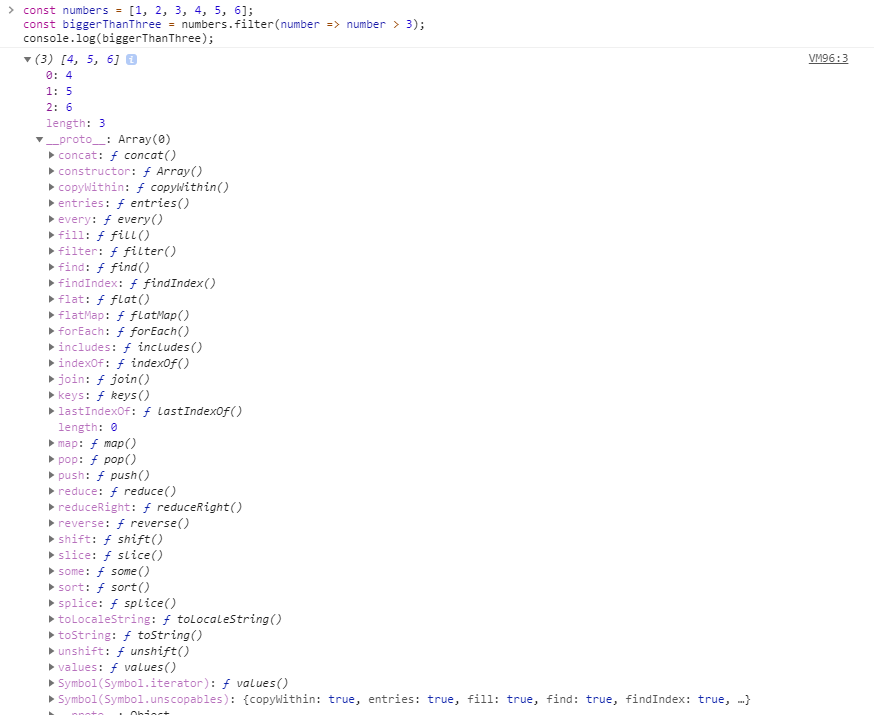 > const numbers = [1, 2, 3, 4, 5, 6];
const biggerThanThree = numbers.filter(number => number > 3);
console.log(biggerThanThree);
▼(3) [4, 5, 6] i VM96:3
0: 4
1: 5
2: 6
length: 3
▼__proto__: Array(0)
▶concat: ƒ concat()
▶constructor: ƒ Array()
▶copyWithin: ƒ copyWithin()
▶entries: ƒ entries()
▶every: ƒ every()
▶fill: ƒ fill()
▶filter: ƒ filter()
▶find: ƒ find()
▶findIndex: ƒ findIndex()
▶flat: ƒ flat()
▶flatMap: ƒ flatMap()
▶forEach: ƒ forEach()
▶includes: ƒ includes()
▶indexOf: ƒ indexOf()
▶join: ƒ join()
▶keys: ƒ keys()
▶lastIndexOf: ƒ lastIndexOf()
length: 0
▶map: ƒ map()
▶pop: ƒ pop()
▶push: ƒ push()
▶reduce: ƒ reduce()
▶reduceRight: ƒ reduceRight()
▶reverse: ƒ reverse()
▶shift: ƒ shift()
▶slice: ƒ slice()
▶some: ƒ some()
▶sort: ƒ sort()
▶splice: ƒ splice()
▶toLocaleString: ƒ toLocaleString()
▶toString: ƒ toString()
▶unshift: ƒ unshift()
▶values: ƒ values()
▶Symbol(Symbol.iterator): ƒ values()
▶Symbol(Symbol.unscopables): {copyWithin: true, entries: true, fill: true, find: true, findIndex: true, …}
▶__proto__: Object